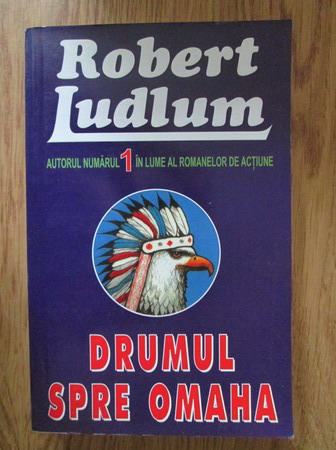 Robert
Ludlum
AUTORUL NUMĂRUL 1 ÎN LUME AL ROMANELOR DE ACȚIUNE
DRUMUL
SPRE OMAHA